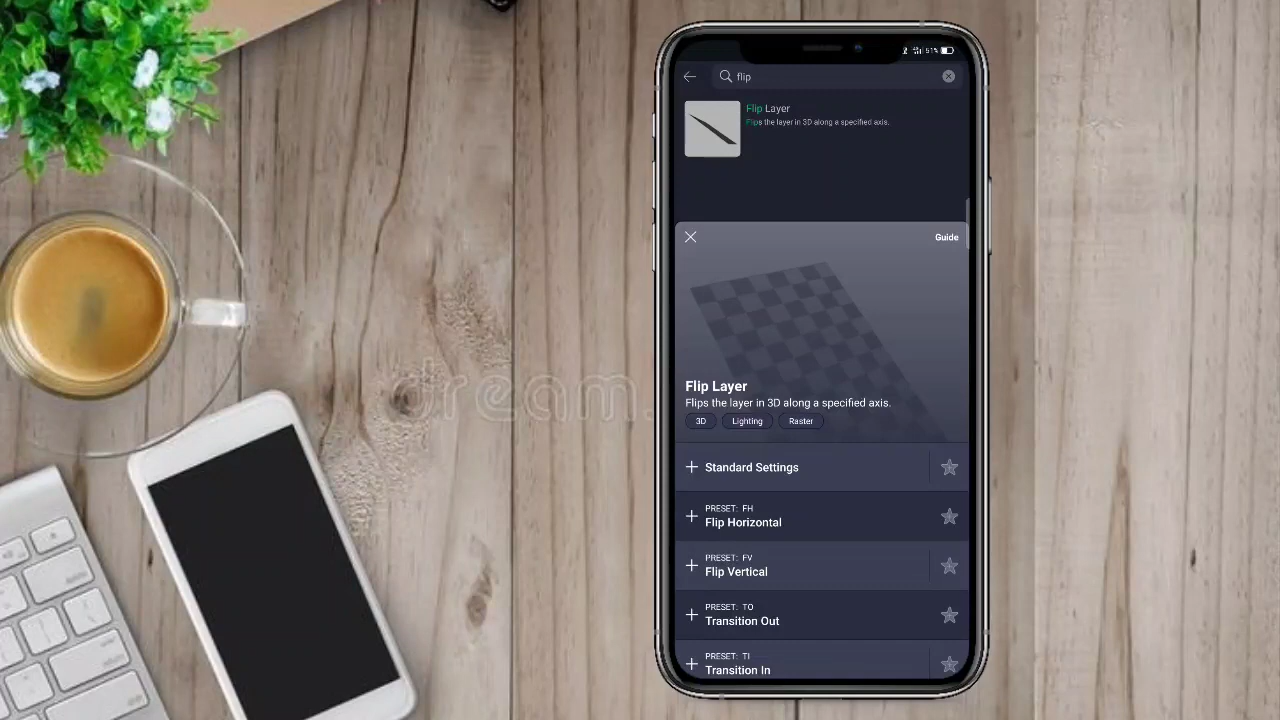 51%
flip
Flip Layer
Flips the layer in 3D along a specified axis.
Guide
dream
Flip Layer
Flips the layer in 3D along a specified axis.
3D Lighting Raster
Standard Settings
PRESET: FH
Flip Horizontal
PRESET: FV
Flip Vertical
PRESET: TO
Transition Out
PRESET: TI
Transition In